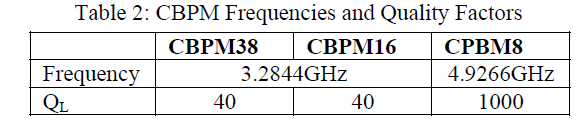 Table 2: CBPM Frequencies and Quality Factors
CBPM38 CBPM16 CPBM8
Frequency 3.2844GHz 4.9266GHz
QL 40 40 1000